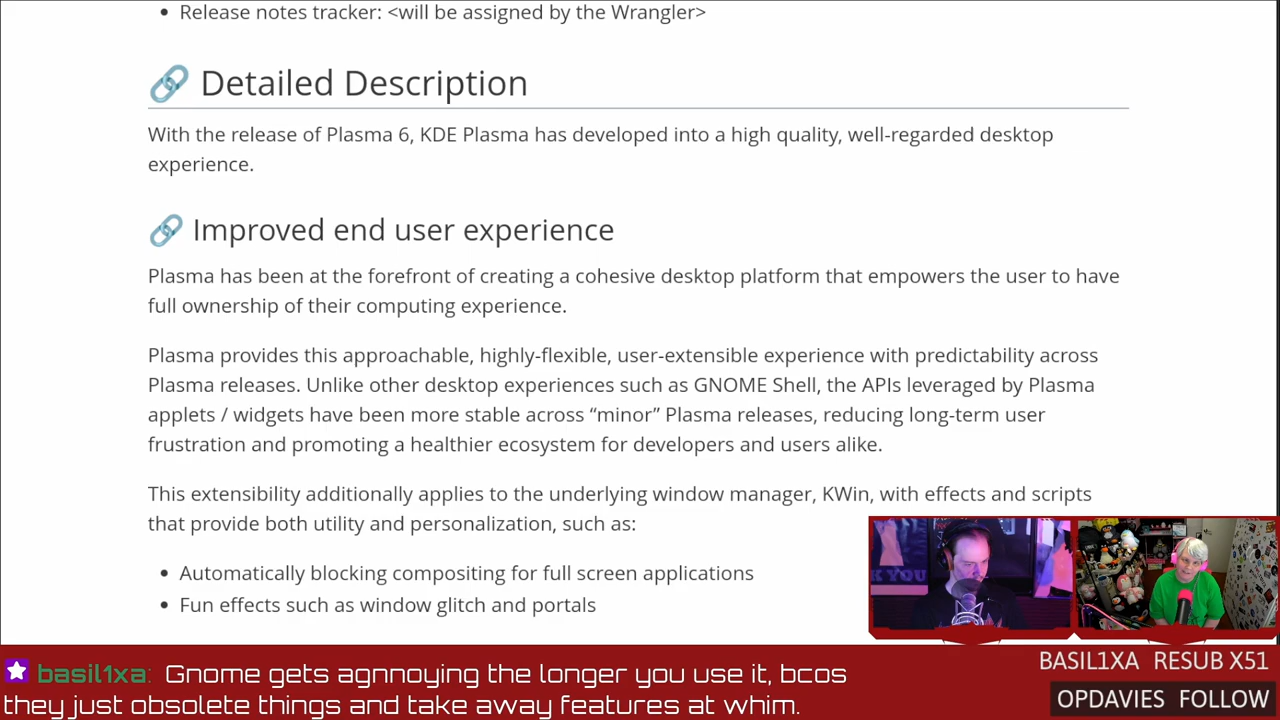 Release notes tracker: <will be assigned by the Wrangler>
Detailed Description
With the release of Plasma 6, KDE Plasma has developed into a high quality, well-regarded desktop
experience.
Improved end user experience
Plasma has been at the forefront of creating a cohesive desktop platform that empowers the user to have
full ownership of their computing experience.
Plasma provides this approachable, highly-flexible, user-extensible experience with predictability across
Plasma releases. Unlike other desktop experiences such as GNOME Shell, the APIs leveraged by Plasma
applets / widgets have been more stable across “minor” Plasma releases, reducing long-term user
frustration and promoting a healthier ecosystem for developers and users alike.
This extensibility additionally applies to the underlying window manager, KWin, with effects and scripts
that provide both utility and personalization, such as:
Automatically blocking compositing for full screen applications
Fun effects such as window glitch and portals
K YOU
basil1xa: Gnome gets agnnoying the longer you use it, bcos
they just obsolete things and take away features at whim.
BASIL1XA RESUB X51
OPDAVIES FOLLOW